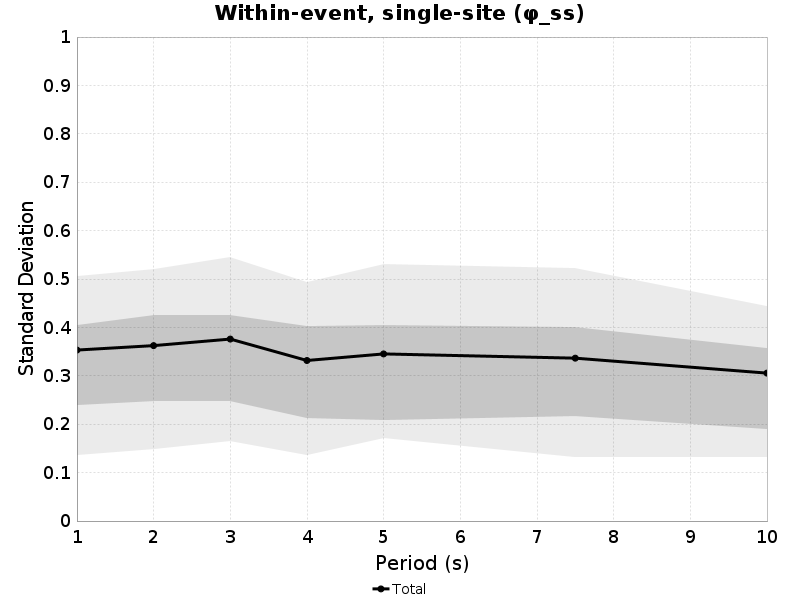 Within-event, single-site (φ_ss)
1
0.9
0.8
0.7
0.6
0.5
0.4
0.3
0.2
0.1
0
Standard Deviation
1 2 3 4 5 6 7 8 9 10
Period (s)
Total